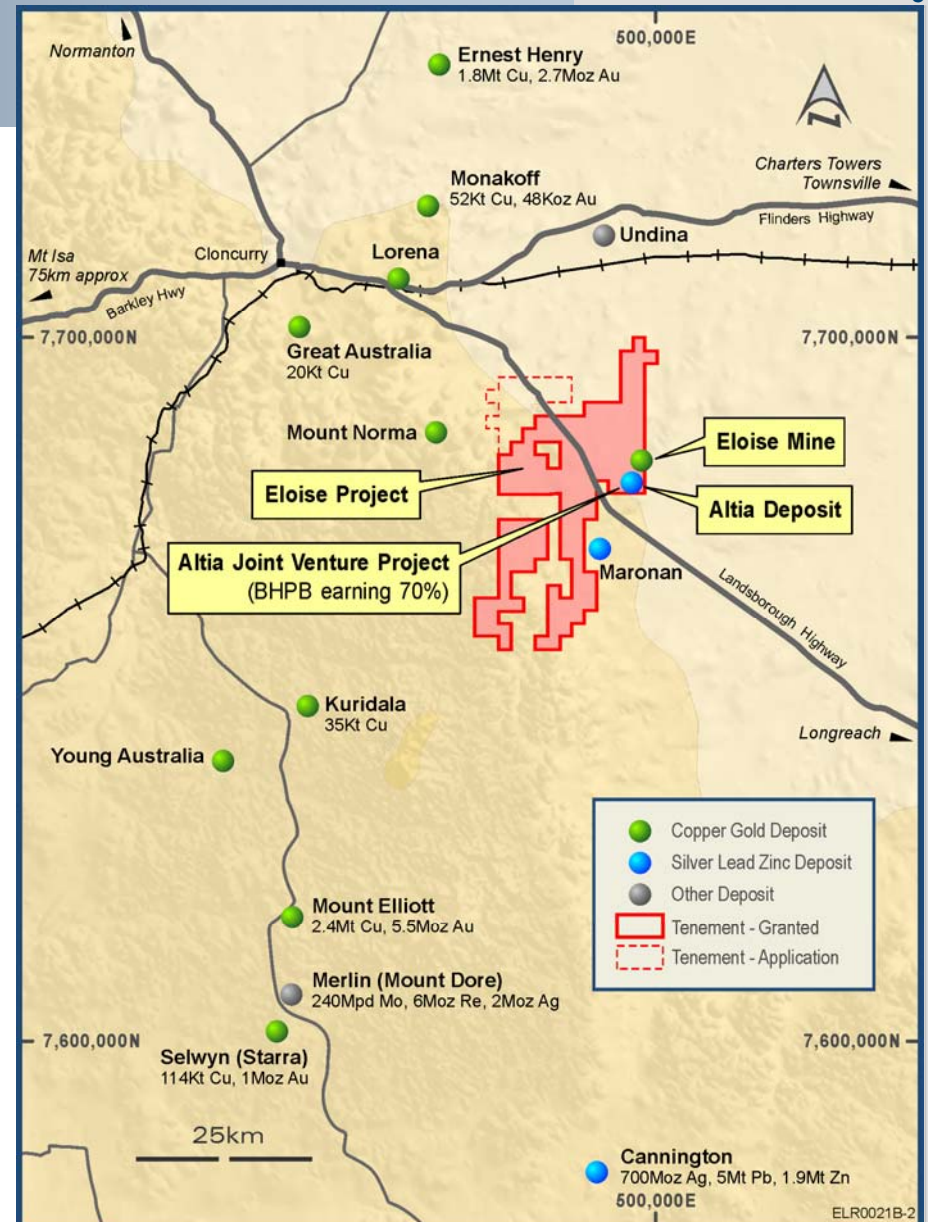 500,000E
Normanton
Ernest Henry
1.8Mt Cu, 2.7Moz Au
N
Charters Towers
Townsville
Monakoff
52Kt Cu, 48Koz Au
Flinders Highway
Undina
Lorena
Cloncurry
Mt Isa
75km approx
Barkley Hwy
7,700,000N
7,700,000N
Great Australia
20Kt Cu
Mount Norma
Eloise Mine
Eloise Project
Altia Deposit
Altia Joint Venture Project
(BHPB earning 70%)
Maronan
Landsborough Highway
Kuridala
35Kt Cu
Longreach
Young Australia
Copper Gold Deposit
Silver Lead Zinc Deposit
Other Deposit
Tenement - Granted
Tenement - Application
Mount Elliott
2.4Mt Cu, 5.5Moz Au
Merlin (Mount Dore)
240Mpd Mo, 6Moz Re, 2Moz Ag
7,600,000N
7,600,000N
Selwyn (Starra)
114Kt Cu, 1Moz Au
25km
Cannington
700Moz Ag, 5Mt Pb, 1.9Mt Zn
500,000E
ELR0021B-2